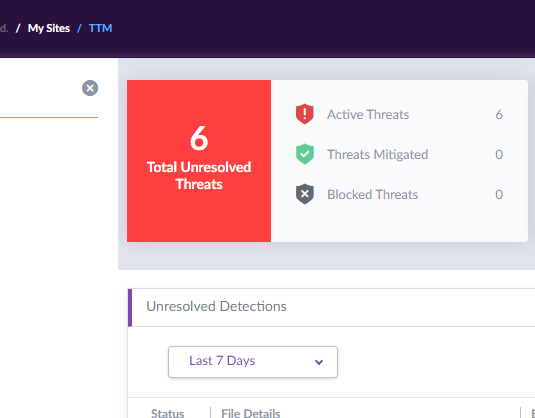 d. / My Sites / TTM
6
Total Unresolved
Threats
Active Threats 6
Threats Mitigated 0
Blocked Threats 0
Unresolved Detections
Last 7 Days
Status File Details